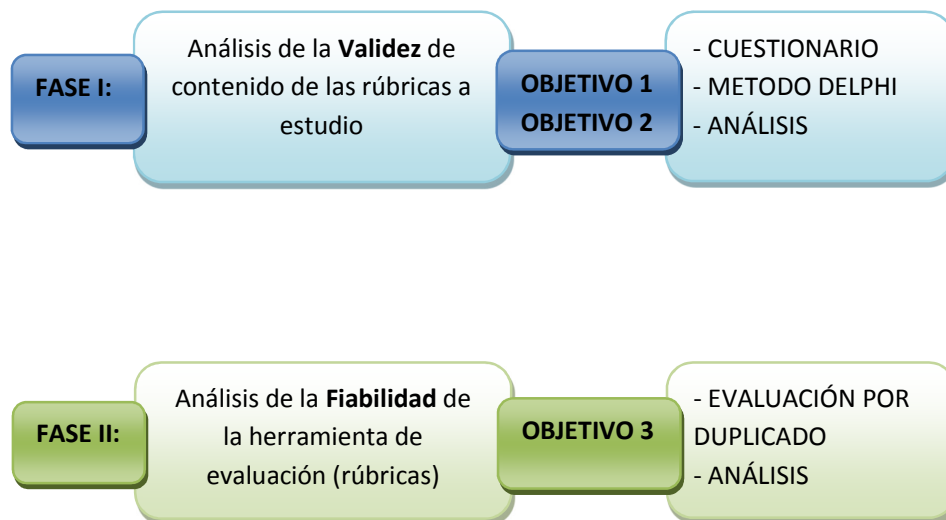 FASE I:
Análisis de la Validez de
contenido de las rúbricas a
estudio
OBJETIVO 1
OBJETIVO 2
- CUESTIONARIO
- METODO DELPHI
- ANÁLISIS
FASE II:
Análisis de la Fiabilidad de
la herramienta de
evaluación (rúbricas)
OBJETIVO 3
- EVALUACIÓN POR
DUPLICADO
- ANÁLISIS